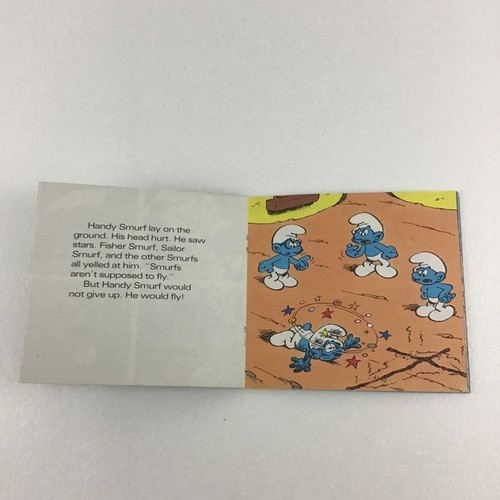 Handy Smurf lay on the
ground. His head hurt. He saw
stars. Fisher Smurf, Sailor
Smurf, and the other Smurfs
all yelled at him. "Smurfs
aren't supposed to fly."
But Handy Smurf would
not give up. He would fly!